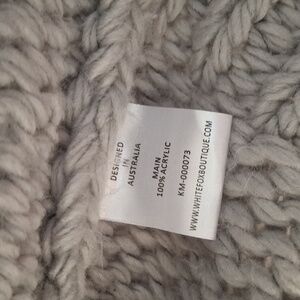 DESIGNED
IN
AUSTRALIA
MAIN
100% ACRYLIC
KM-000073
WWW.WHITEFOXBOUTIQUE.COM